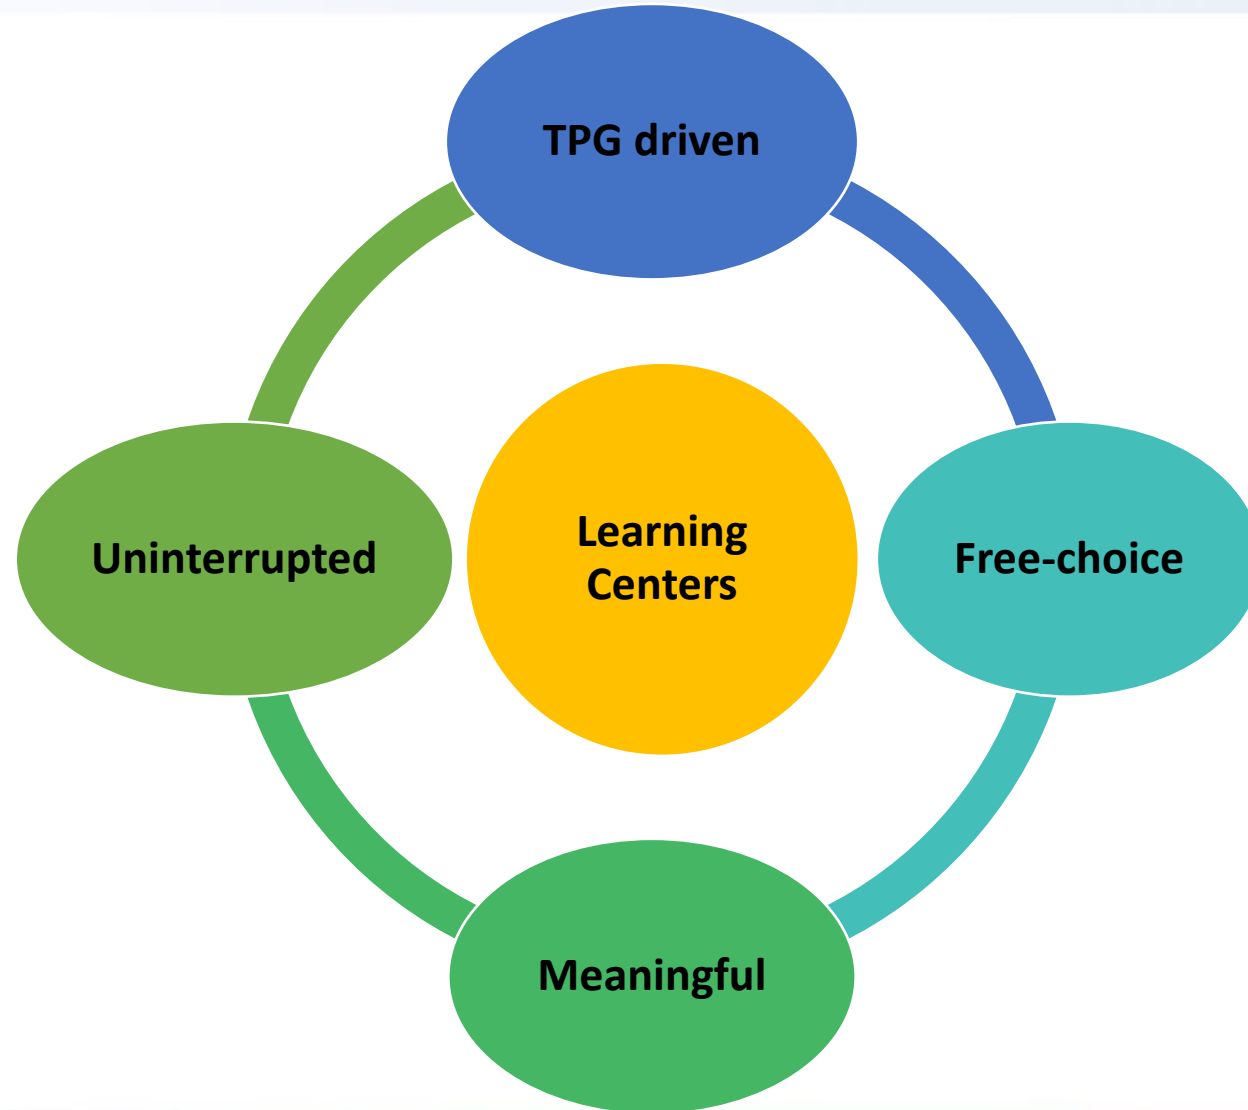 TPG driven
Uninterrupted
Learning
Centers
Free-choice
Meaningful